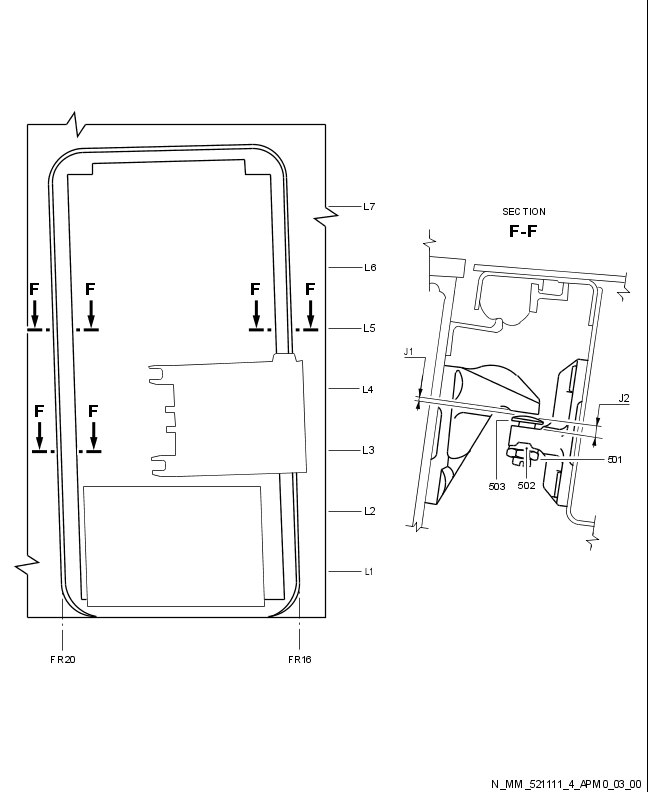 L7
SECTION
F-F
L6
F F F F
L5
J1
L4
J2
F F
L3
501
503 502
L2
L1
FR20 FR16
N_MM_521111_4_APM0_03_00